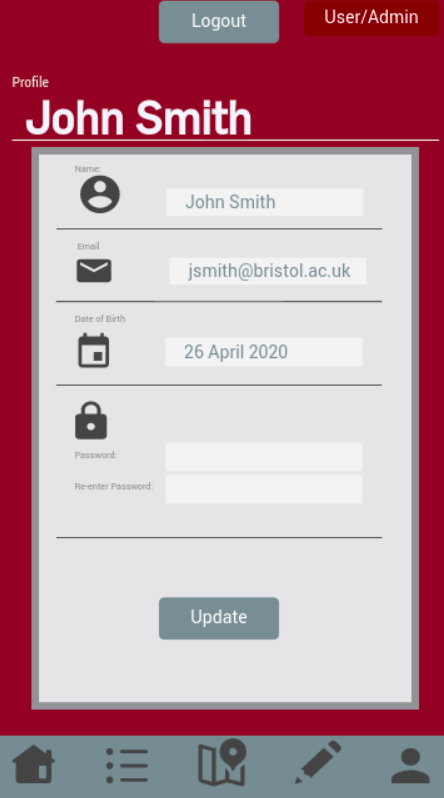 Logout
User/Admin
Profile
John Smith
Name:
John Smith
Email
jsmith@bristol.ac.uk
Date of Birth
26 April 2020
Password:
Re-enter Password:
Update